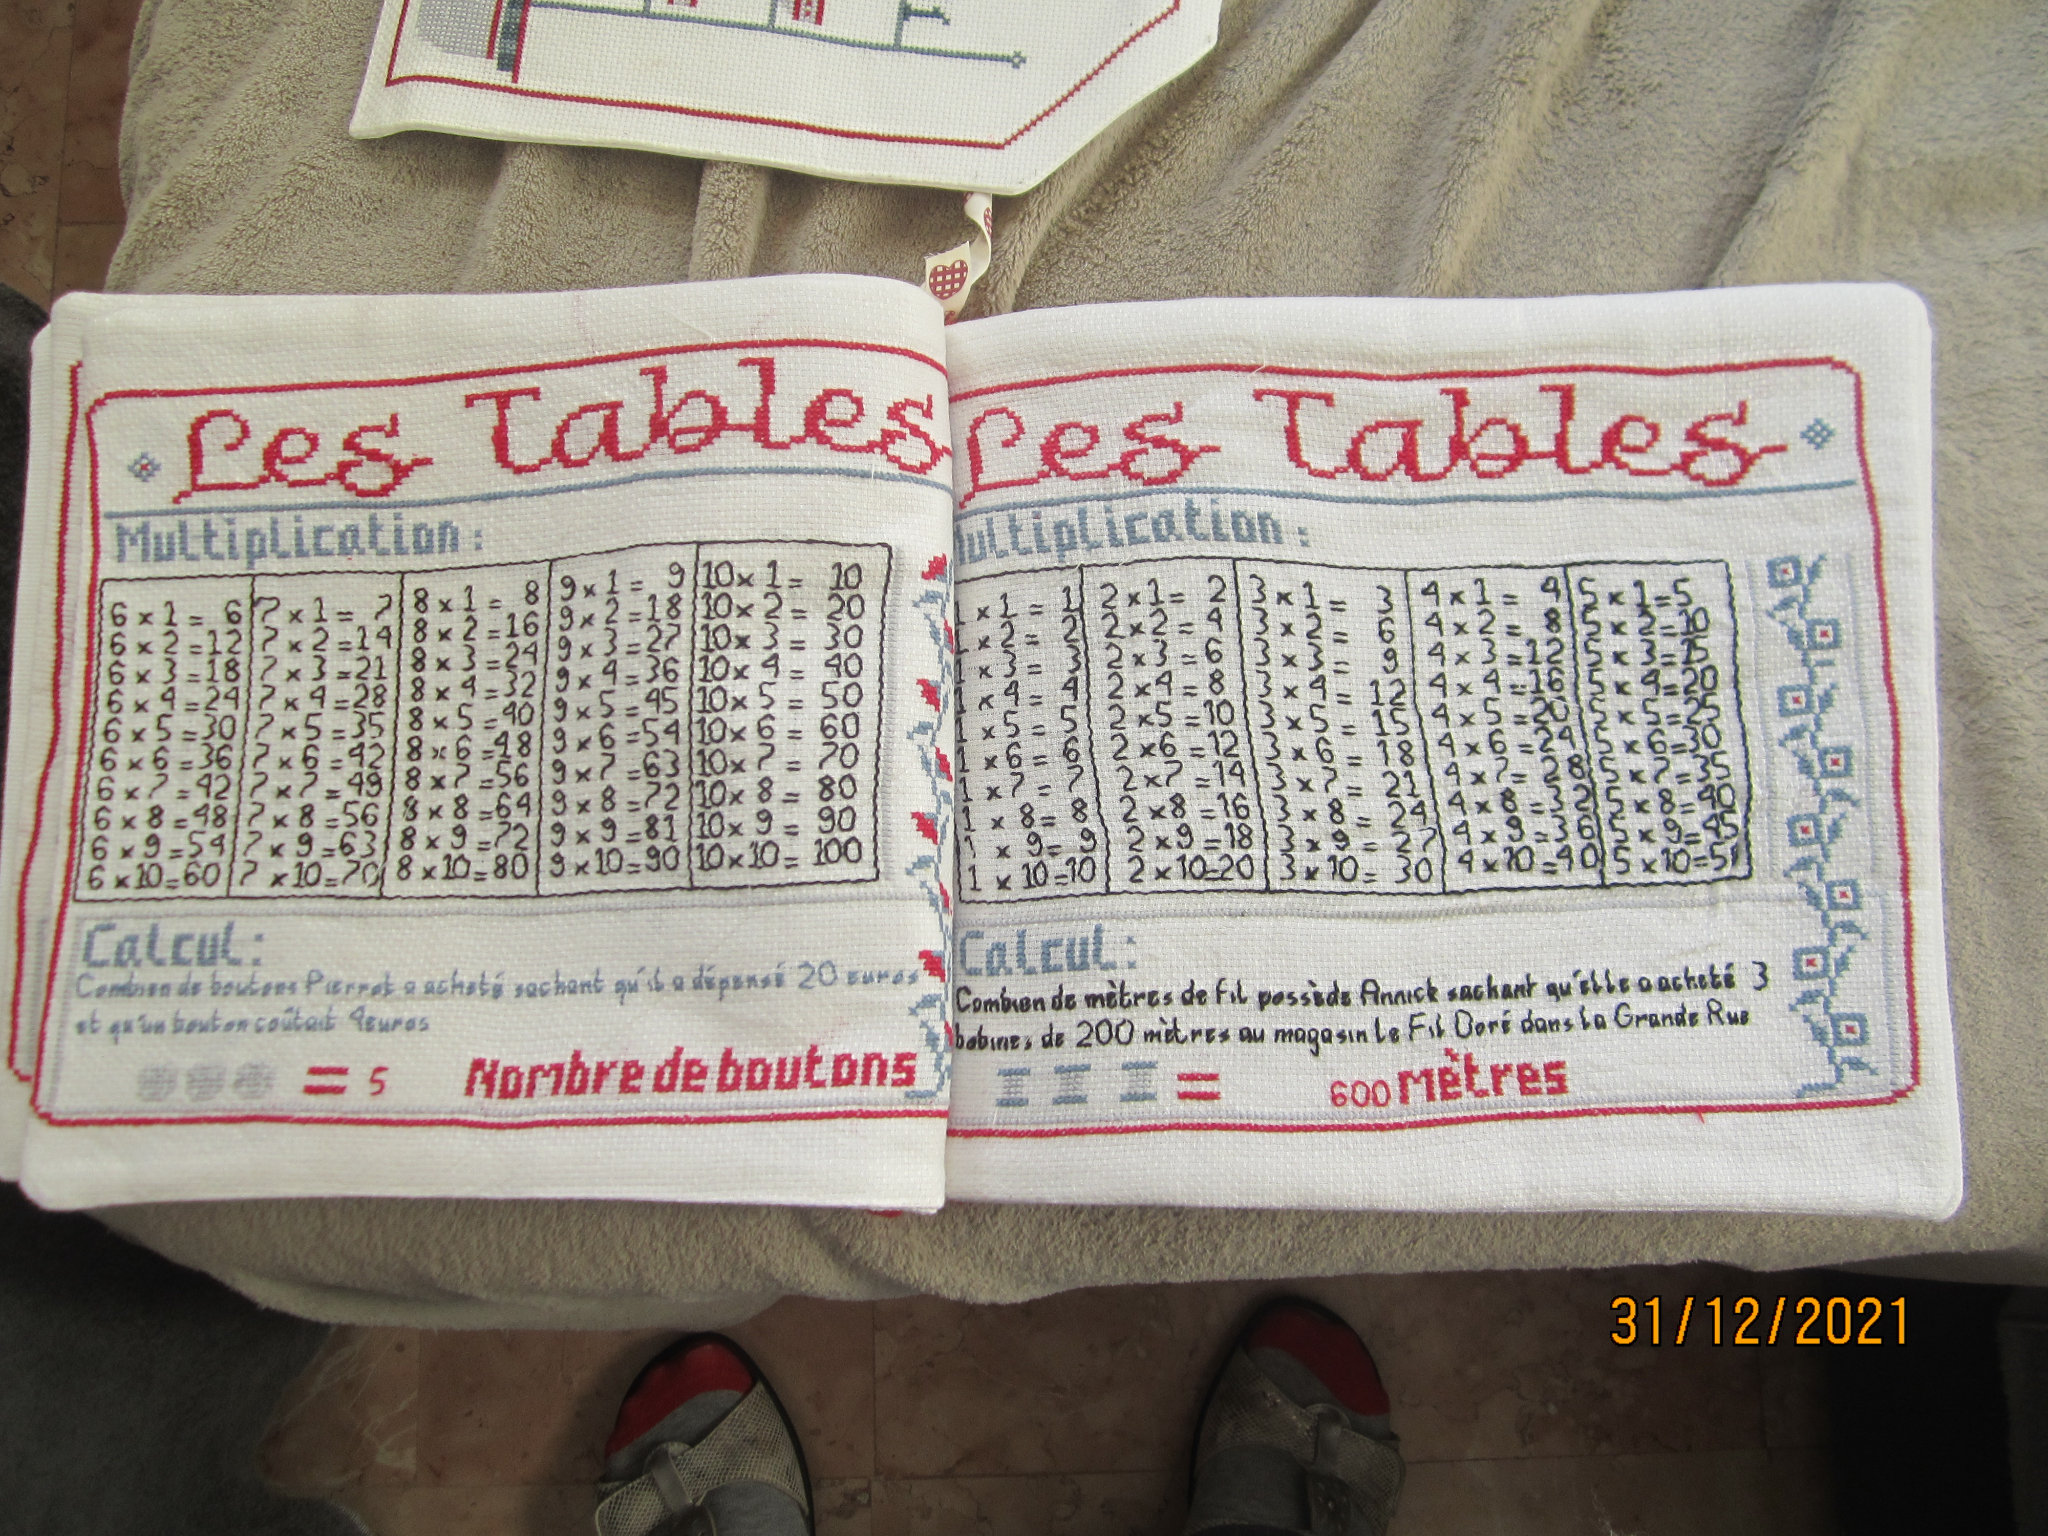 Les Tables
Multiplication:
6 x 1 = 6
6 x 2 = 12
6 x 3 = 18
6 x 4 = 24
6 x 5 = 30
6 x 6 = 36
6 x 7 = 42
6 x 8 = 48
6 x 9 = 54
6 x 10 = 60
7 x 1 = 7
7 x 2 = 14
7 x 3 = 21
7 x 4 = 28
7 x 5 = 35
7 x 6 = 42
7 x 7 = 49
7 x 8 = 56
7 x 9 = 63
7 x 10 = 70
8 x 1 = 8
8 x 2 = 16
8 x 3 = 24
8 x 4 = 32
8 x 5 = 40
8 x 6 = 48
8 x 7 = 56
8 x 8 = 64
8 x 9 = 72
8 x 10 = 80
9 x 1 = 9
9 x 2 = 18
9 x 3 = 27
9 x 4 = 36
9 x 5 = 45
9 x 6 = 54
9 x 7 = 63
9 x 8 = 72
9 x 9 = 81
9 x 10 = 90
10 x 1 = 10
10 x 2 = 20
10 x 3 = 30
10 x 4 = 40
10 x 5 = 50
10 x 6 = 60
10 x 7 = 70
10 x 8 = 80
10 x 9 = 90
10 x 10 = 100
Calcul:
Combien de boutons Pierrot a acheté sachant qu'il a dépensé 20 euros
et qu'un bouton coûtait 4euros
= 5 Nombre de boutons
Les Tables
ultiplication:
1 x 1 = 1
1 x 2 = 2
1 x 3 = 3
1 x 4 = 4
1 x 5 = 5
1 x 6 = 6
1 x 7 = 7
1 x 8 = 8
1 x 9 = 9
1 x 10 = 10
2 x 1 = 2
2 x 2 = 4
2 x 3 = 6
2 x 4 = 8
2 x 5 = 10
2 x 6 = 12
2 x 7 = 14
2 x 8 = 16
2 x 9 = 18
2 x 10 = 20
3 x 1 = 3
3 x 2 = 6
3 x 3 = 9
3 x 4 = 12
3 x 5 = 15
3 x 6 = 18
3 x 7 = 21
3 x 8 = 24
3 x 9 = 27
3 x 10 = 30
4 x 1 = 4
4 x 2 = 8
4 x 3 = 12
4 x 4 = 16
4 x 5 = 20
4 x 6 = 24
4 x 7 = 28
4 x 8 = 32
4 x 9 = 36
4 x 10 = 40
5 x 1 = 5
5 x 2 = 10
5 x 3 = 15
5 x 4 = 20
5 x 5 = 25
5 x 6 = 30
5 x 7 = 35
5 x 8 = 40
5 x 9 = 45
5 x 10 =
Calcul:
Combien de mètres de fil possède Annick sachant qu'elle a acheté 3
bobines de 200 mètres au magasin Le Fil Doré dans la Grande Rue
= 600 Mètres
31/12/2021